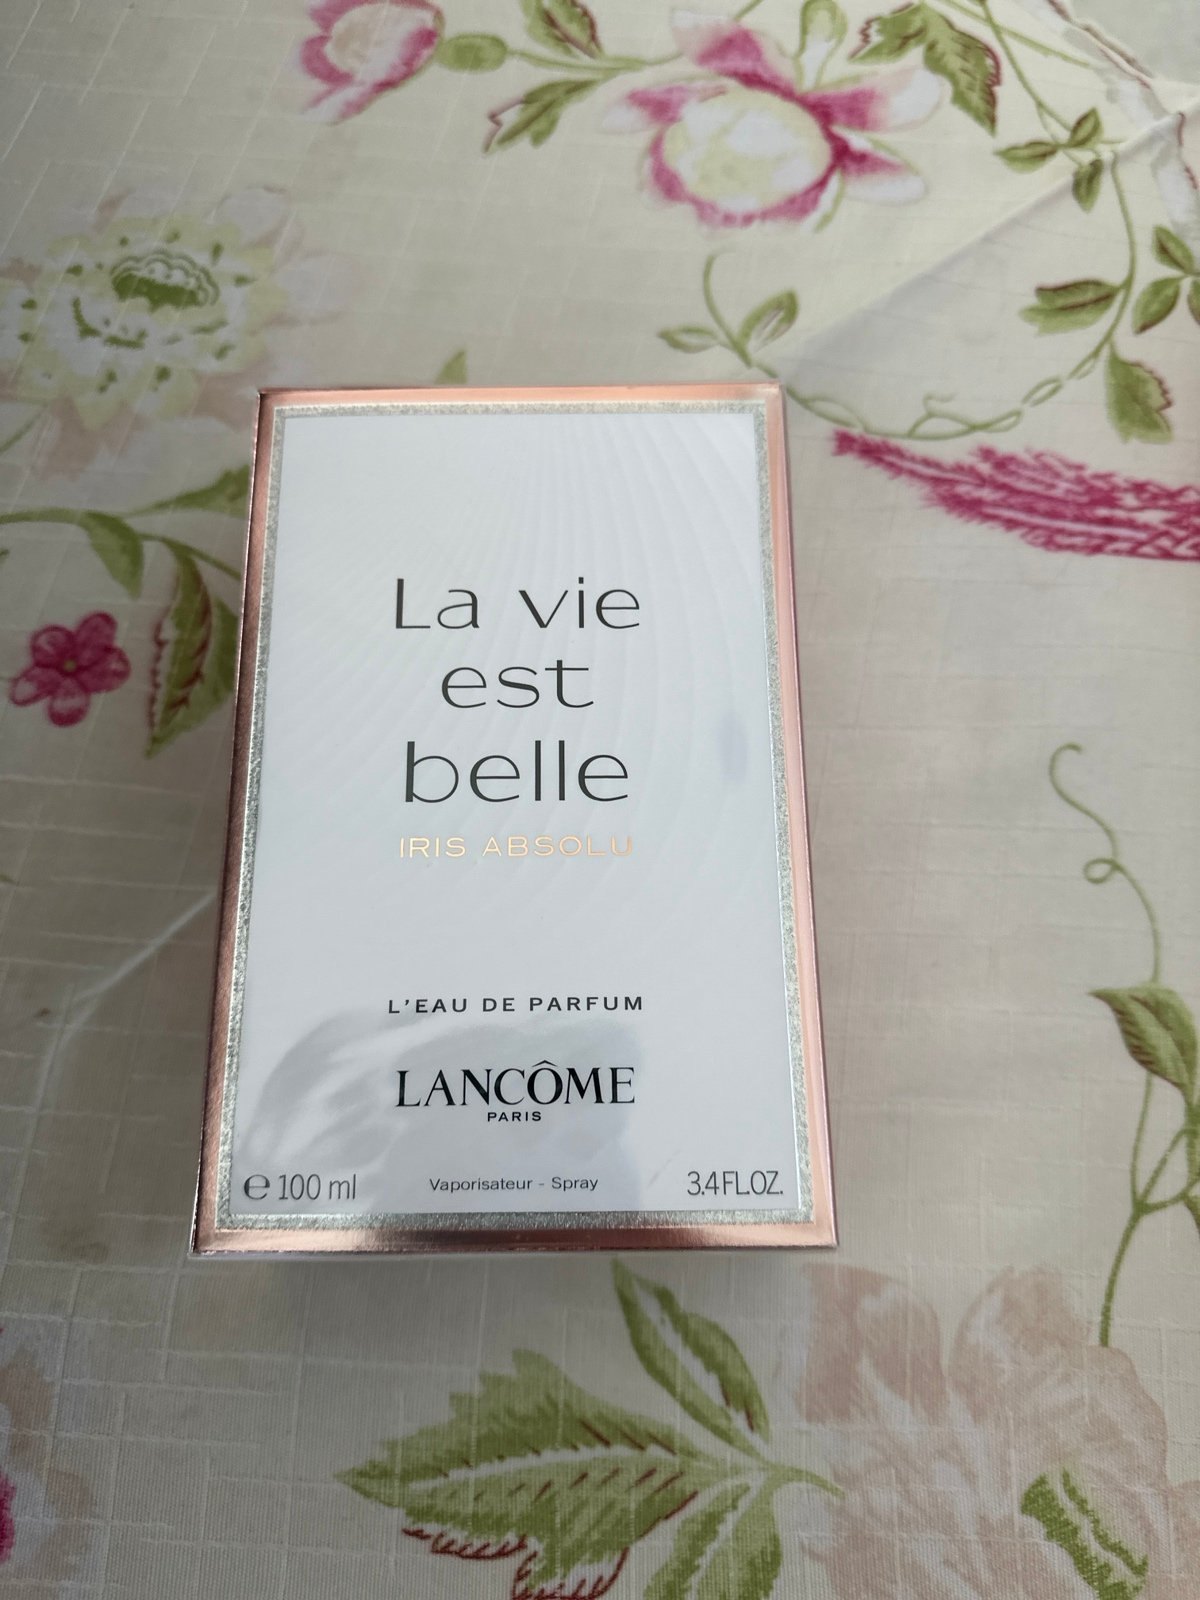 La vie
est
belle
IRIS ABSOLU
L'EAU DE PARFUM
LANCÔME
PARIS
℮ 100 ml
Vaporisateur - Spray
3.4 FL.OZ.